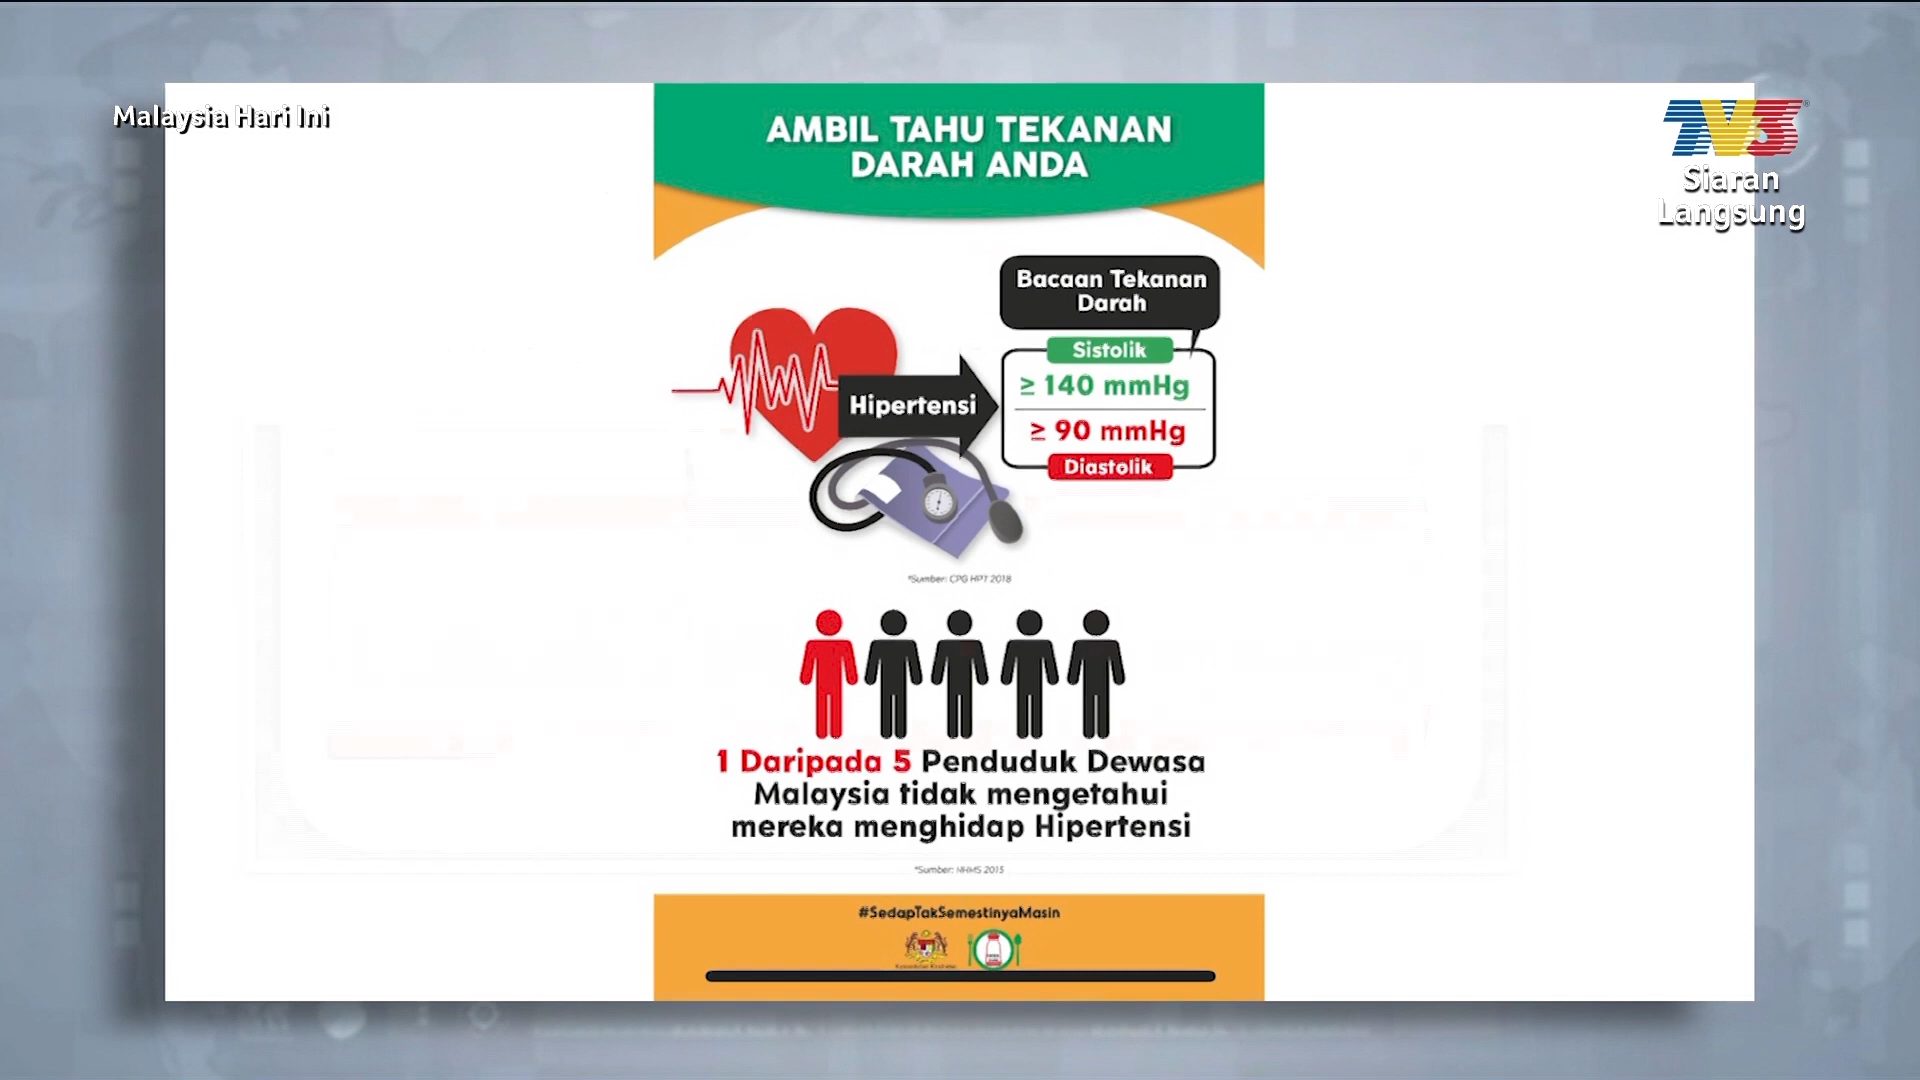 Malaysia Hari Ini
TV3
Siaran
Langsung
AMBIL TAHU TEKANAN
DARAH ANDA
Bacaan Tekanan
Darah
Sistolik
≥ 140 mmHg
Hipertensi
≥ 90 mmHg
Diastolik
*Sumber: CPG HPT 2018
1 Daripada 5 Penduduk Dewasa
Malaysia tidak mengetahui
mereka menghidap Hipertensi
*Sumber: NHMS 2015
#SedapTakSemestinyaMasin